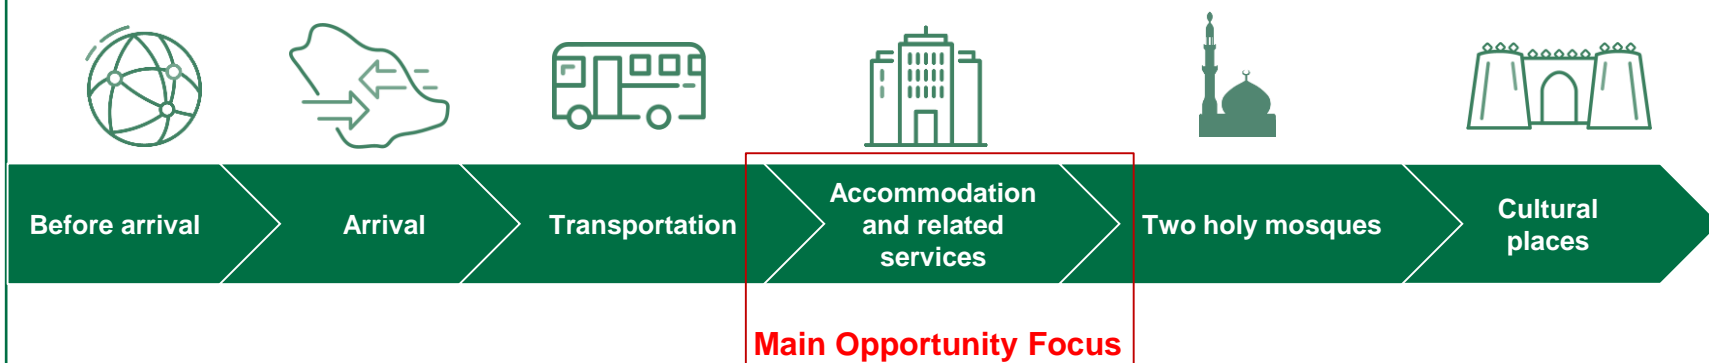 Before arrival
Arrival
Transportation
Accommodation
and related
services
Two holy mosques
Cultural
places
Main Opportunity Focus